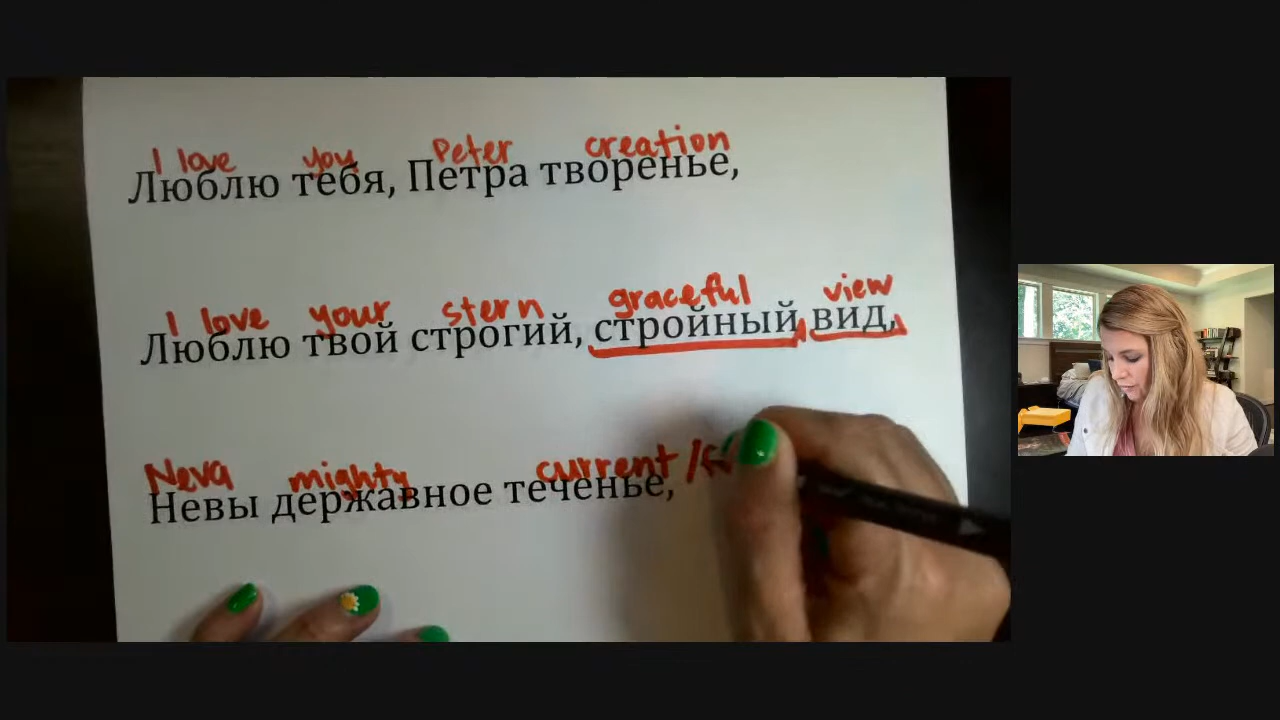 I love you Peter creation
Люблю тебя, Петра творенье,
I love your stern graceful view
Люблю твой строгий, стройный вид,
Neva mighty current /
Невы державное теченье,